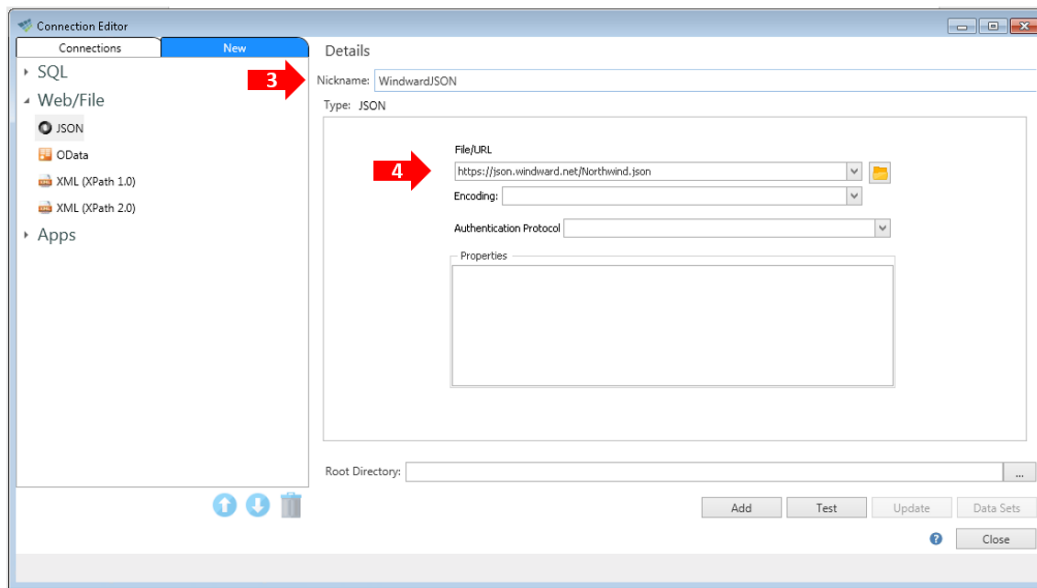 Connection Editor
Connections
New
SQL
Web/File
JSON
OData
XML (XPath 1.0)
XML (XPath 2.0)
Apps
Details
3
Nickname: WindwardJSON
Type: JSON
File/URL
4
https://json.windward.net/Northwind.json
Encoding:
Authentication Protocol
Properties
Root Directory:
...
Add Test Update Data Sets
? Close